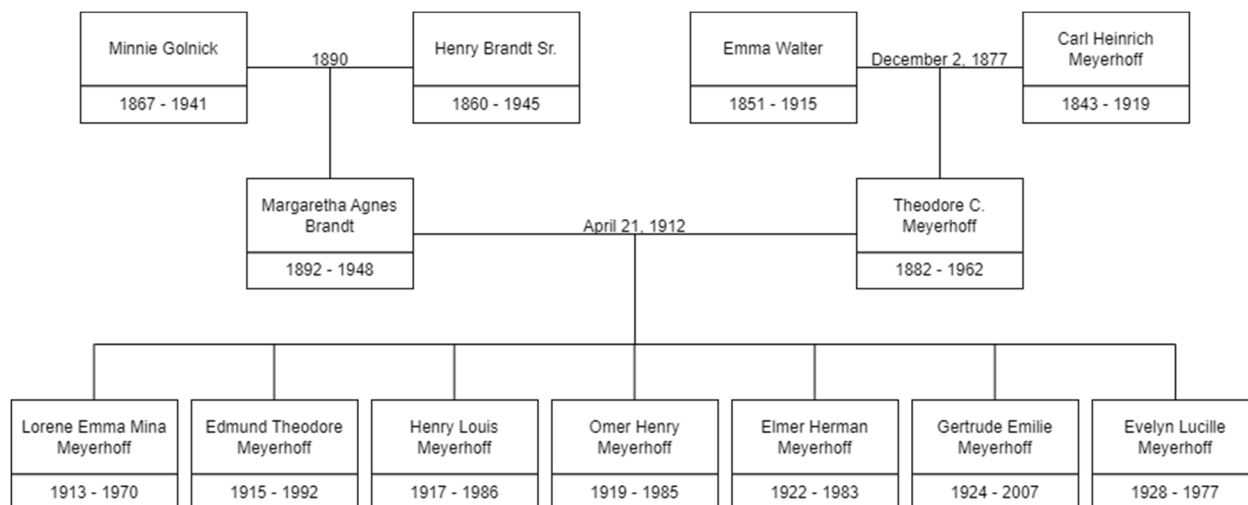 Minnie Golnick
1890
Henry Brandt Sr.
Emma Walter
December 2, 1877
Carl Heinrich
Meyerhoff
1867 - 1941
1860 - 1945
1851 - 1915
1843 - 1919
Margaretha Agnes
Brandt
April 21, 1912
Theodore C.
Meyerhoff
1892 - 1948
1882 - 1962
Lorene Emma Mina
Meyerhoff
Edmund Theodore
Meyerhoff
Henry Louis
Meyerhoff
Omer Henry
Meyerhoff
Elmer Herman
Meyerhoff
Gertrude Emilie
Meyerhoff
Evelyn Lucille
Meyerhoff
1913 - 1970
1915 - 1992
1917 - 1986
1919 - 1985
1922 - 1983
1924 - 2007
1928 - 1977